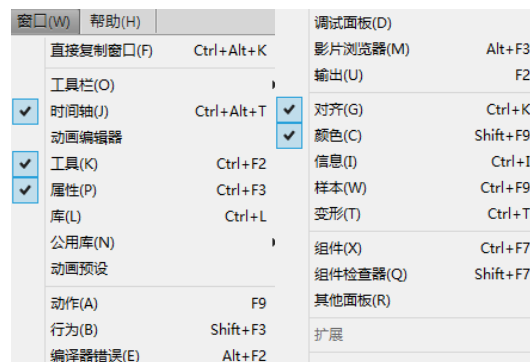 窗口(W) 帮助(H)
直接复制窗口(F) Ctrl+Alt+K
工具栏(O)
时间轴(J) Ctrl+Alt+T
动画编辑器
工具(K) Ctrl+F2
属性(P) Ctrl+F3
库(L) Ctrl+L
公用库(N)
动画预设
动作(A) F9
行为(B) Shift+F3
编译器错误(E) Alt+F2
调试面板(D)
影片浏览器(M) Alt+F3
输出(U) F2
对齐(G) Ctrl+K
颜色(C) Shift+F9
信息(I) Ctrl+I
样本(W) Ctrl+F9
变形(T) Ctrl+T
组件(X) Ctrl+F7
组件检查器(Q) Shift+F7
其他面板(R)
扩展